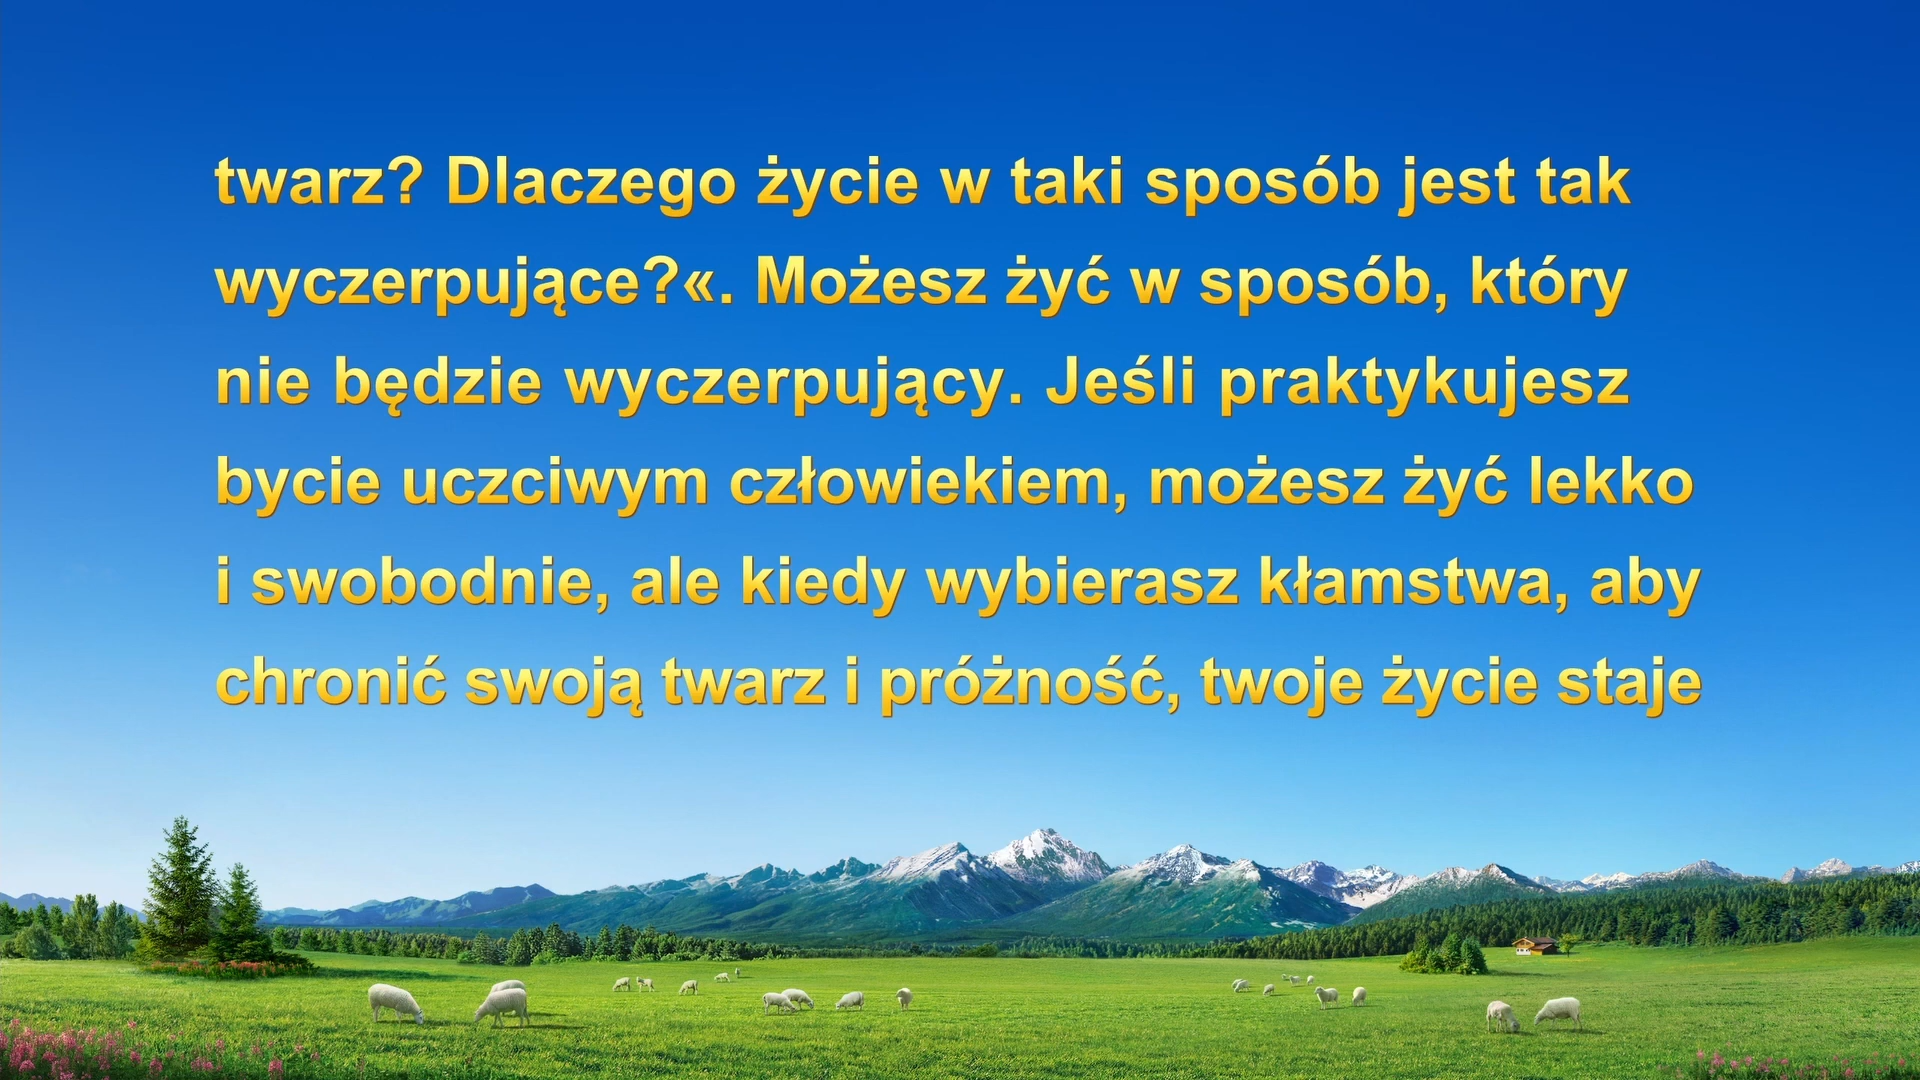 twarz? Dlaczego życie w taki sposób jest tak
wyczerpujące?«. Możesz żyć w sposób, który
nie będzie wyczerpujący. Jeśli praktykujesz
bycie uczciwym człowiekiem, możesz żyć lekko
i swobodnie, ale kiedy wybierasz kłamstwa, aby
chronić swoją twarz i próżność, twoje życie staje